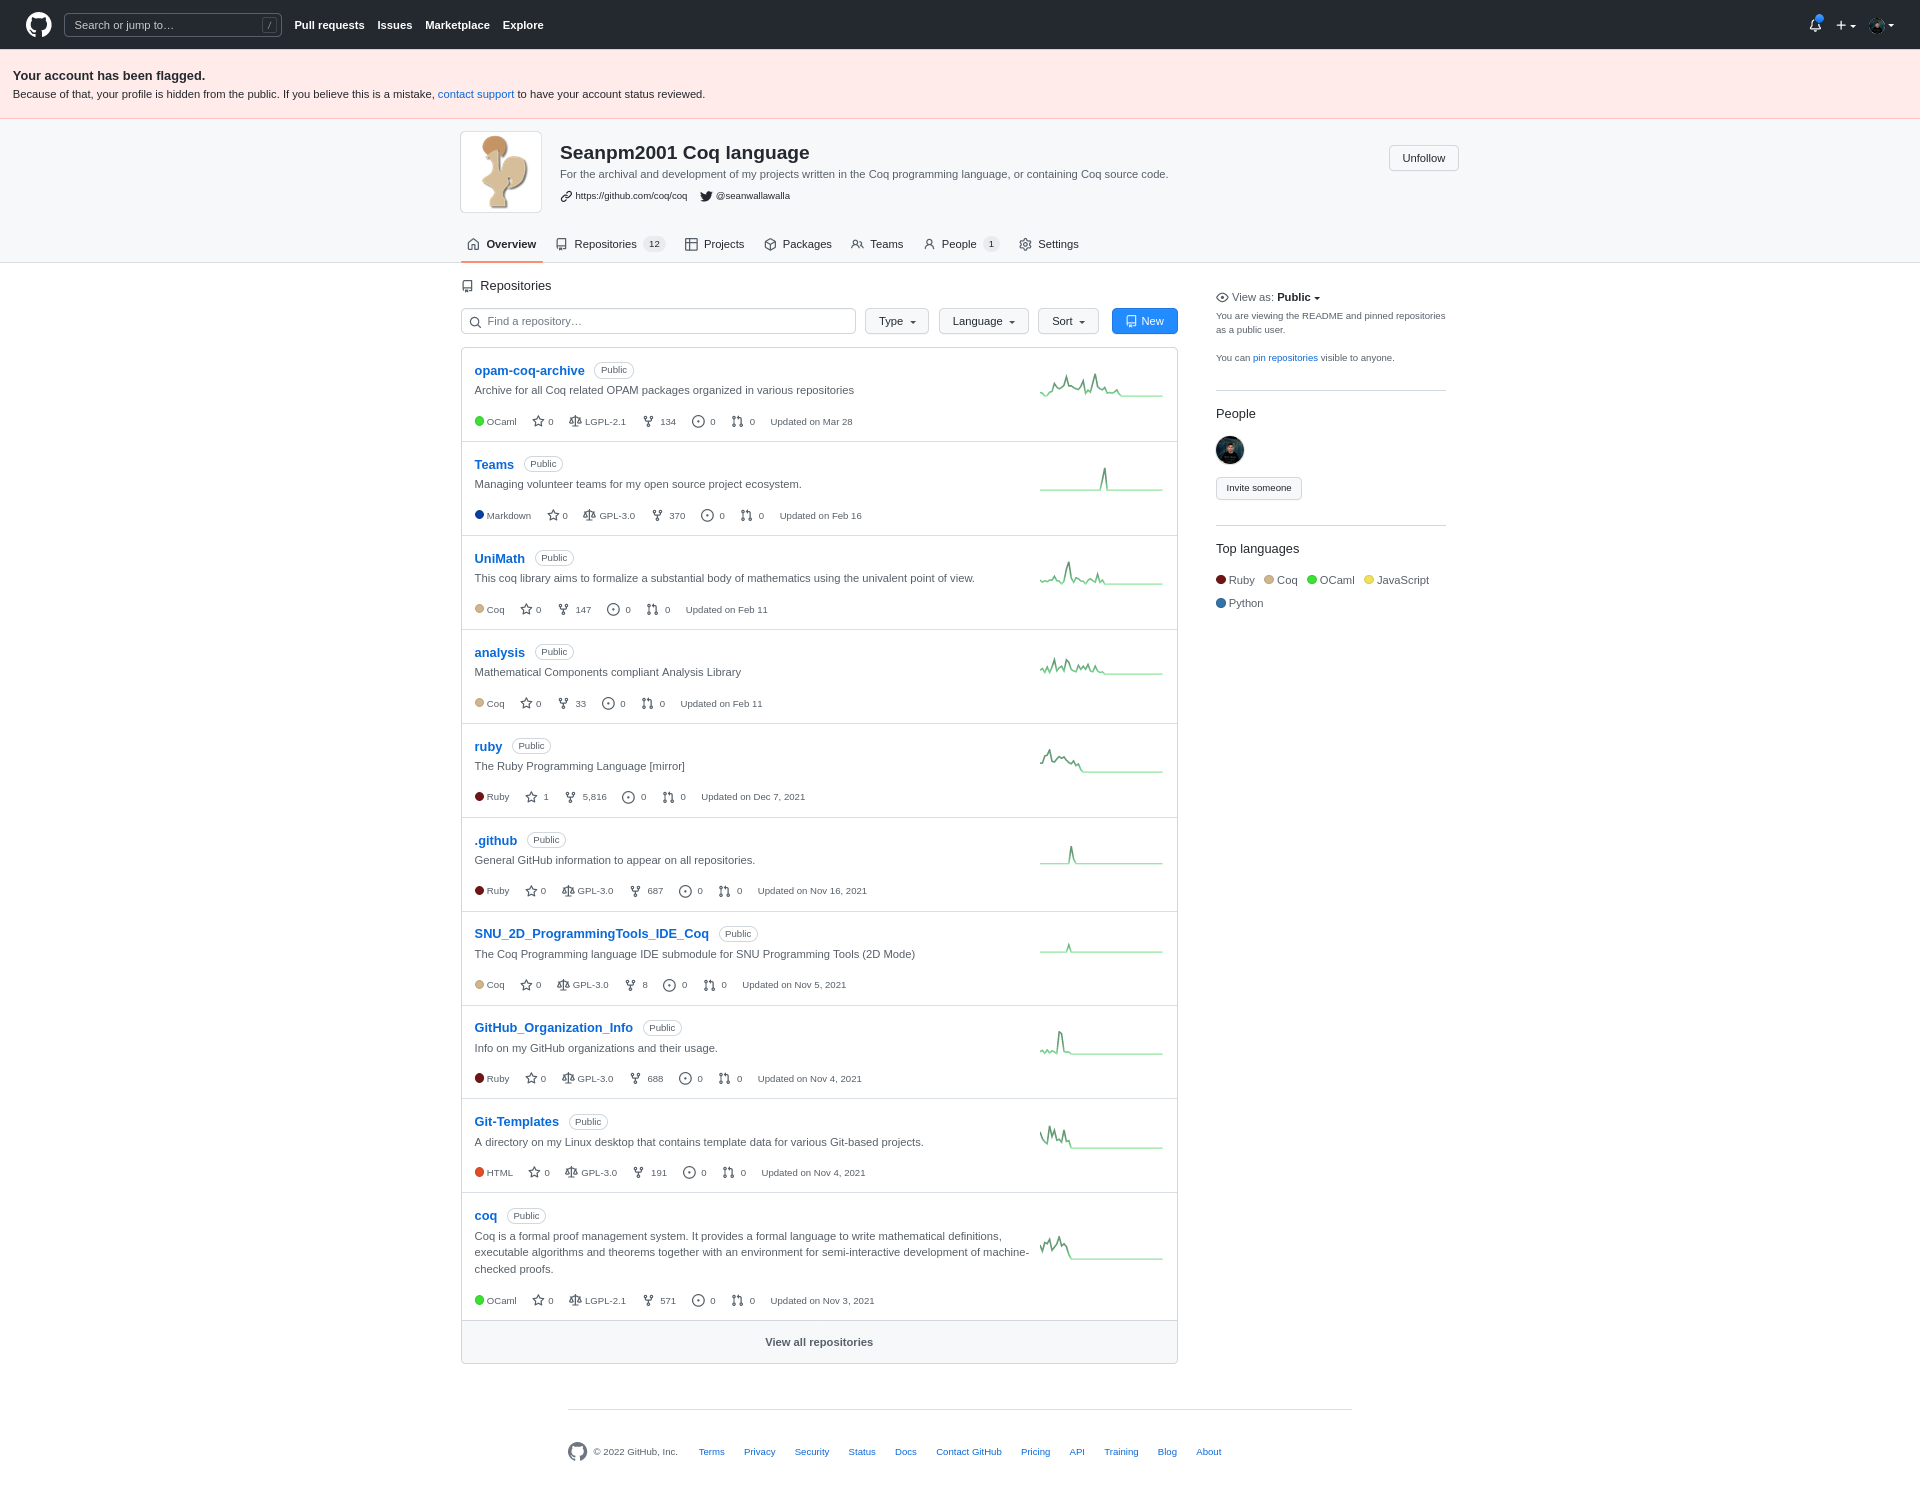 Search or jump to… /
Pull requests Issues Marketplace Explore
Your account has been flagged.
Because of that, your profile is hidden from the public. If you believe this is a mistake, contact support to have your account status reviewed.
Seanpm2001 Coq language
For the archival and development of my projects written in the Coq programming language, or containing Coq source code.
https://github.com/coq/coq @seanwallawalla
Unfollow
Overview Repositories 12 Projects Packages Teams People 1 Settings
Repositories
Find a repository… Type Language Sort New
opam-coq-archive Public
Archive for all Coq related OPAM packages organized in various repositories
OCaml 0 LGPL-2.1 134 0 0 Updated on Mar 28
Teams Public
Managing volunteer teams for my open source project ecosystem.
Markdown 0 GPL-3.0 370 0 0 Updated on Feb 16
UniMath Public
This coq library aims to formalize a substantial body of mathematics using the univalent point of view.
Coq 0 147 0 0 Updated on Feb 11
analysis Public
Mathematical Components compliant Analysis Library
Coq 0 33 0 0 Updated on Feb 11
ruby Public
The Ruby Programming Language [mirror]
Ruby 1 5,816 0 0 Updated on Dec 7, 2021
.github Public
General GitHub information to appear on all repositories.
Ruby 0 GPL-3.0 687 0 0 Updated on Nov 16, 2021
SNU_2D_ProgrammingTools_IDE_Coq Public
The Coq Programming language IDE submodule for SNU Programming Tools (2D Mode)
Coq 0 GPL-3.0 8 0 0 Updated on Nov 5, 2021
GitHub_Organization_Info Public
Info on my GitHub organizations and their usage.
Ruby 0 GPL-3.0 688 0 0 Updated on Nov 4, 2021
Git-Templates Public
A directory on my Linux desktop that contains template data for various Git-based projects.
HTML 0 GPL-3.0 191 0 0 Updated on Nov 4, 2021
coq Public
Coq is a formal proof management system. It provides a formal language to write mathematical definitions,
executable algorithms and theorems together with an environment for semi-interactive development of machine-
checked proofs.
OCaml 0 LGPL-2.1 571 0 0 Updated on Nov 3, 2021
View all repositories
View as: Public
You are viewing the README and pinned repositories
as a public user.
You can pin repositories visible to anyone.
People
Invite someone
Top languages
Ruby Coq OCaml JavaScript
Python
© 2022 GitHub, Inc. Terms Privacy Security Status Docs Contact GitHub Pricing API Training Blog About